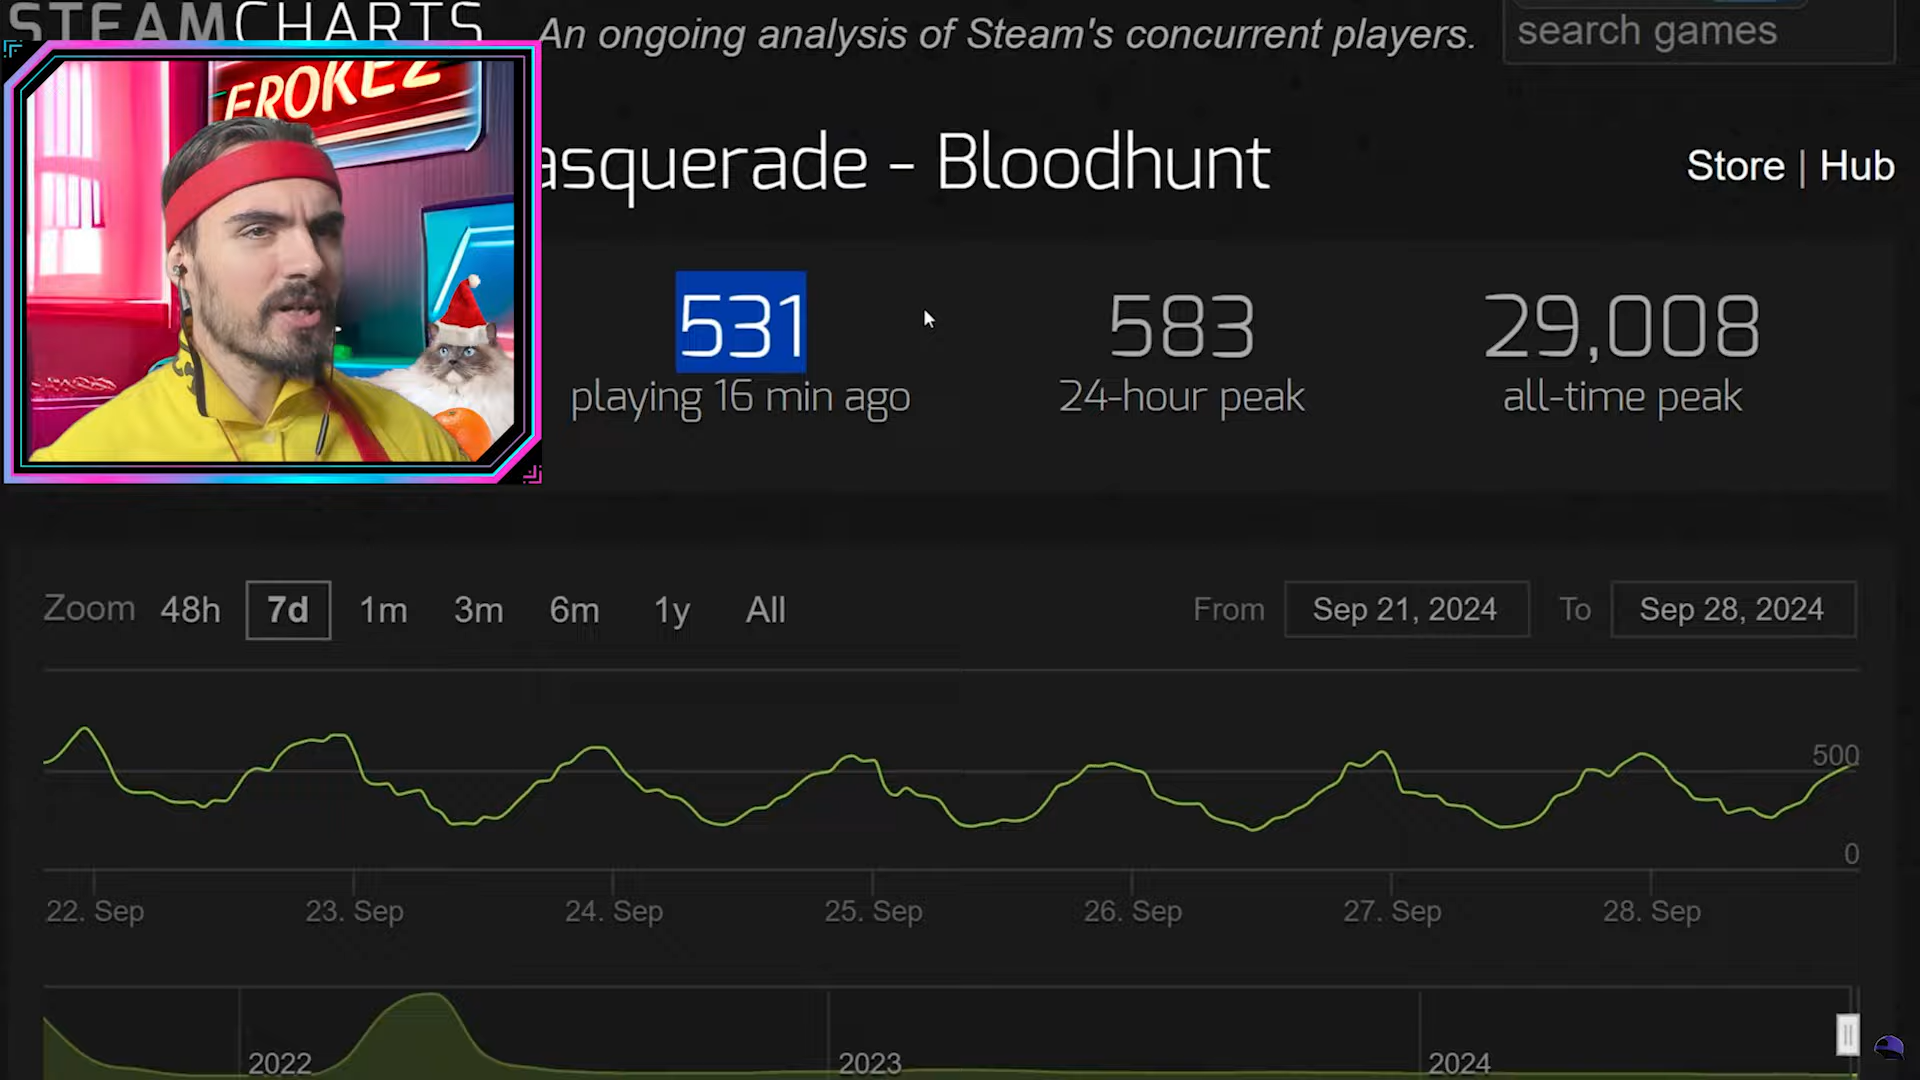 STEAMCHARTS
An ongoing analysis of Steam's concurrent players.
search games
EROKEZ
asquerade - Bloodhunt
Store | Hub
531
playing 16 min ago
583
24-hour peak
29,008
all-time peak
Zoom 48h 7d 1m 3m 6m 1y All
From Sep 21, 2024 To Sep 28, 2024
500
0
22. Sep 23. Sep 24. Sep 25. Sep 26. Sep 27. Sep 28. Sep
2022 2023 2024